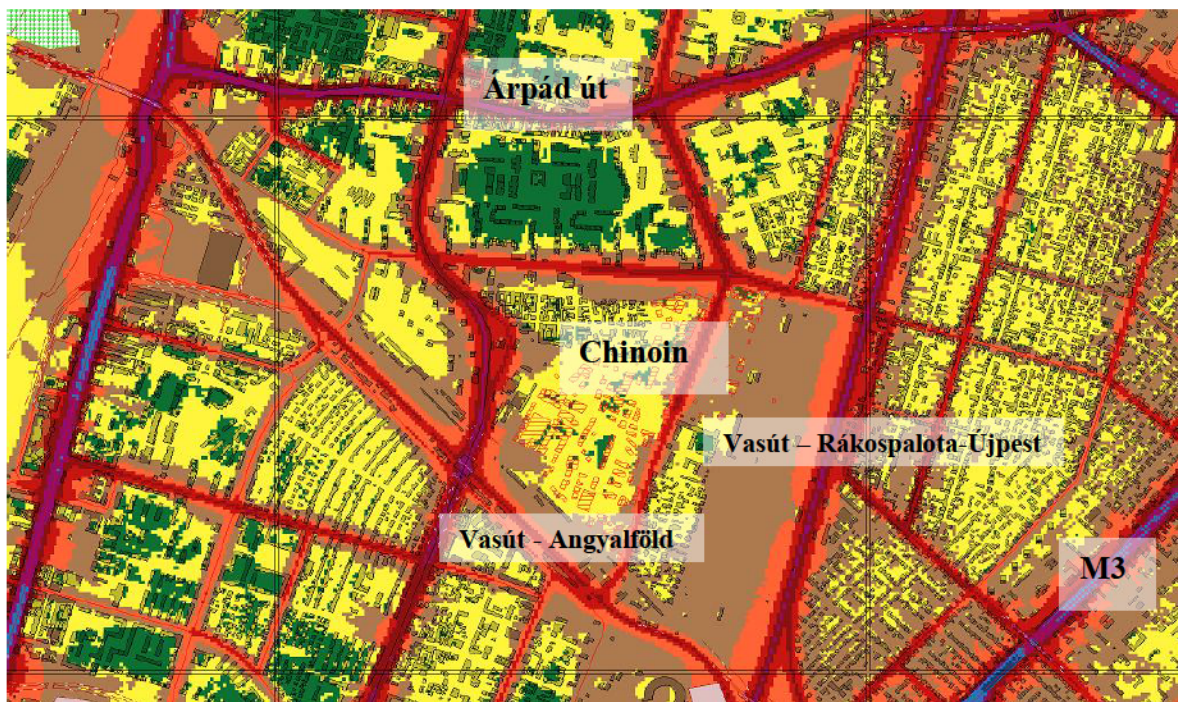 Árpád út
Chinoin
Vasút – Rákospalota-Újpest
Vasút - Angyalföld
M3